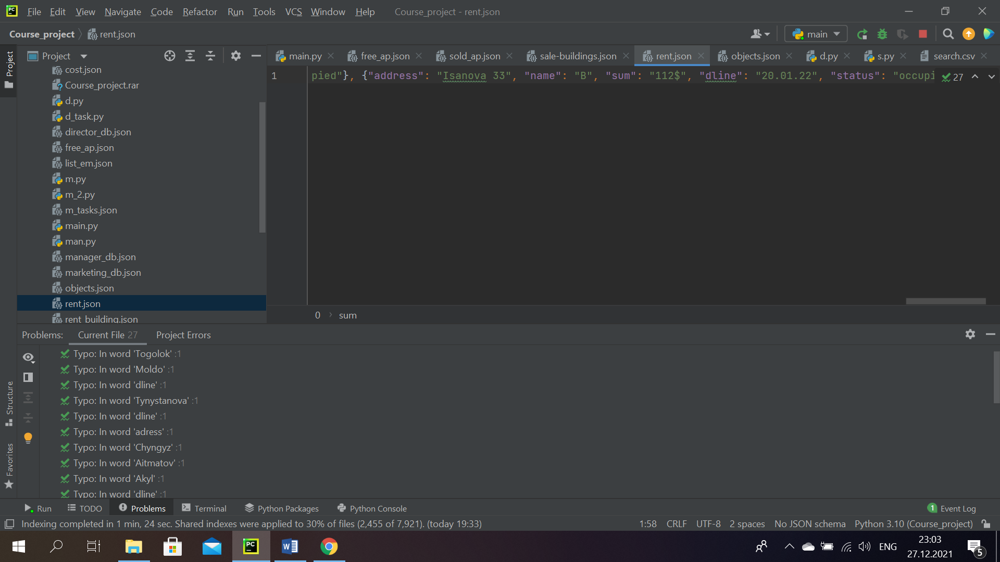 PC File Edit View Navigate Code Refactor Run Tools VCS Window Help Course_project - rent.json
Course_project rent.json main
Project
Project main.py free_ap.json sold_ap.json sale-buildings.json rent.json objects.json d.py s.py search.csv
cost.json
Course_project.rar
d.py
d_task.py
director_db.json
free_ap.json
list_em.json
m.py
m_2.py
m_tasks.json
main.py
man.py
manager_db.json
marketing_db.json
objects.json
rent.json
rent_building.json
1 pied"}, {"address": "Isanova 33", "name": "B", "sum": "112$", "dline": "20.01.22", "status": "occupi 27
0 › sum
Problems: Current File 27 Project Errors
Typo: In word 'Togolok' :1
Typo: In word 'Moldo' :1
Typo: In word 'dline' :1
Typo: In word 'Tynystanova' :1
Typo: In word 'dline' :1
Typo: In word 'adress' :1
Typo: In word 'Chyngyz' :1
Typo: In word 'Aitmatov' :1
Typo: In word 'Akyl' :1
Typo: In word 'dline' :1
Structure
Favorites
Run TODO Problems Terminal Python Packages Python Console 1 Event Log
Indexing completed in 1 min, 24 sec. Shared indexes were applied to 30% of files (2,455 of 7,921). (today 19:33) 1:58 CRLF UTF-8 2 spaces No JSON schema Python 3.10 (Course_project)
PC W ENG 23:03
27.12.2021 5